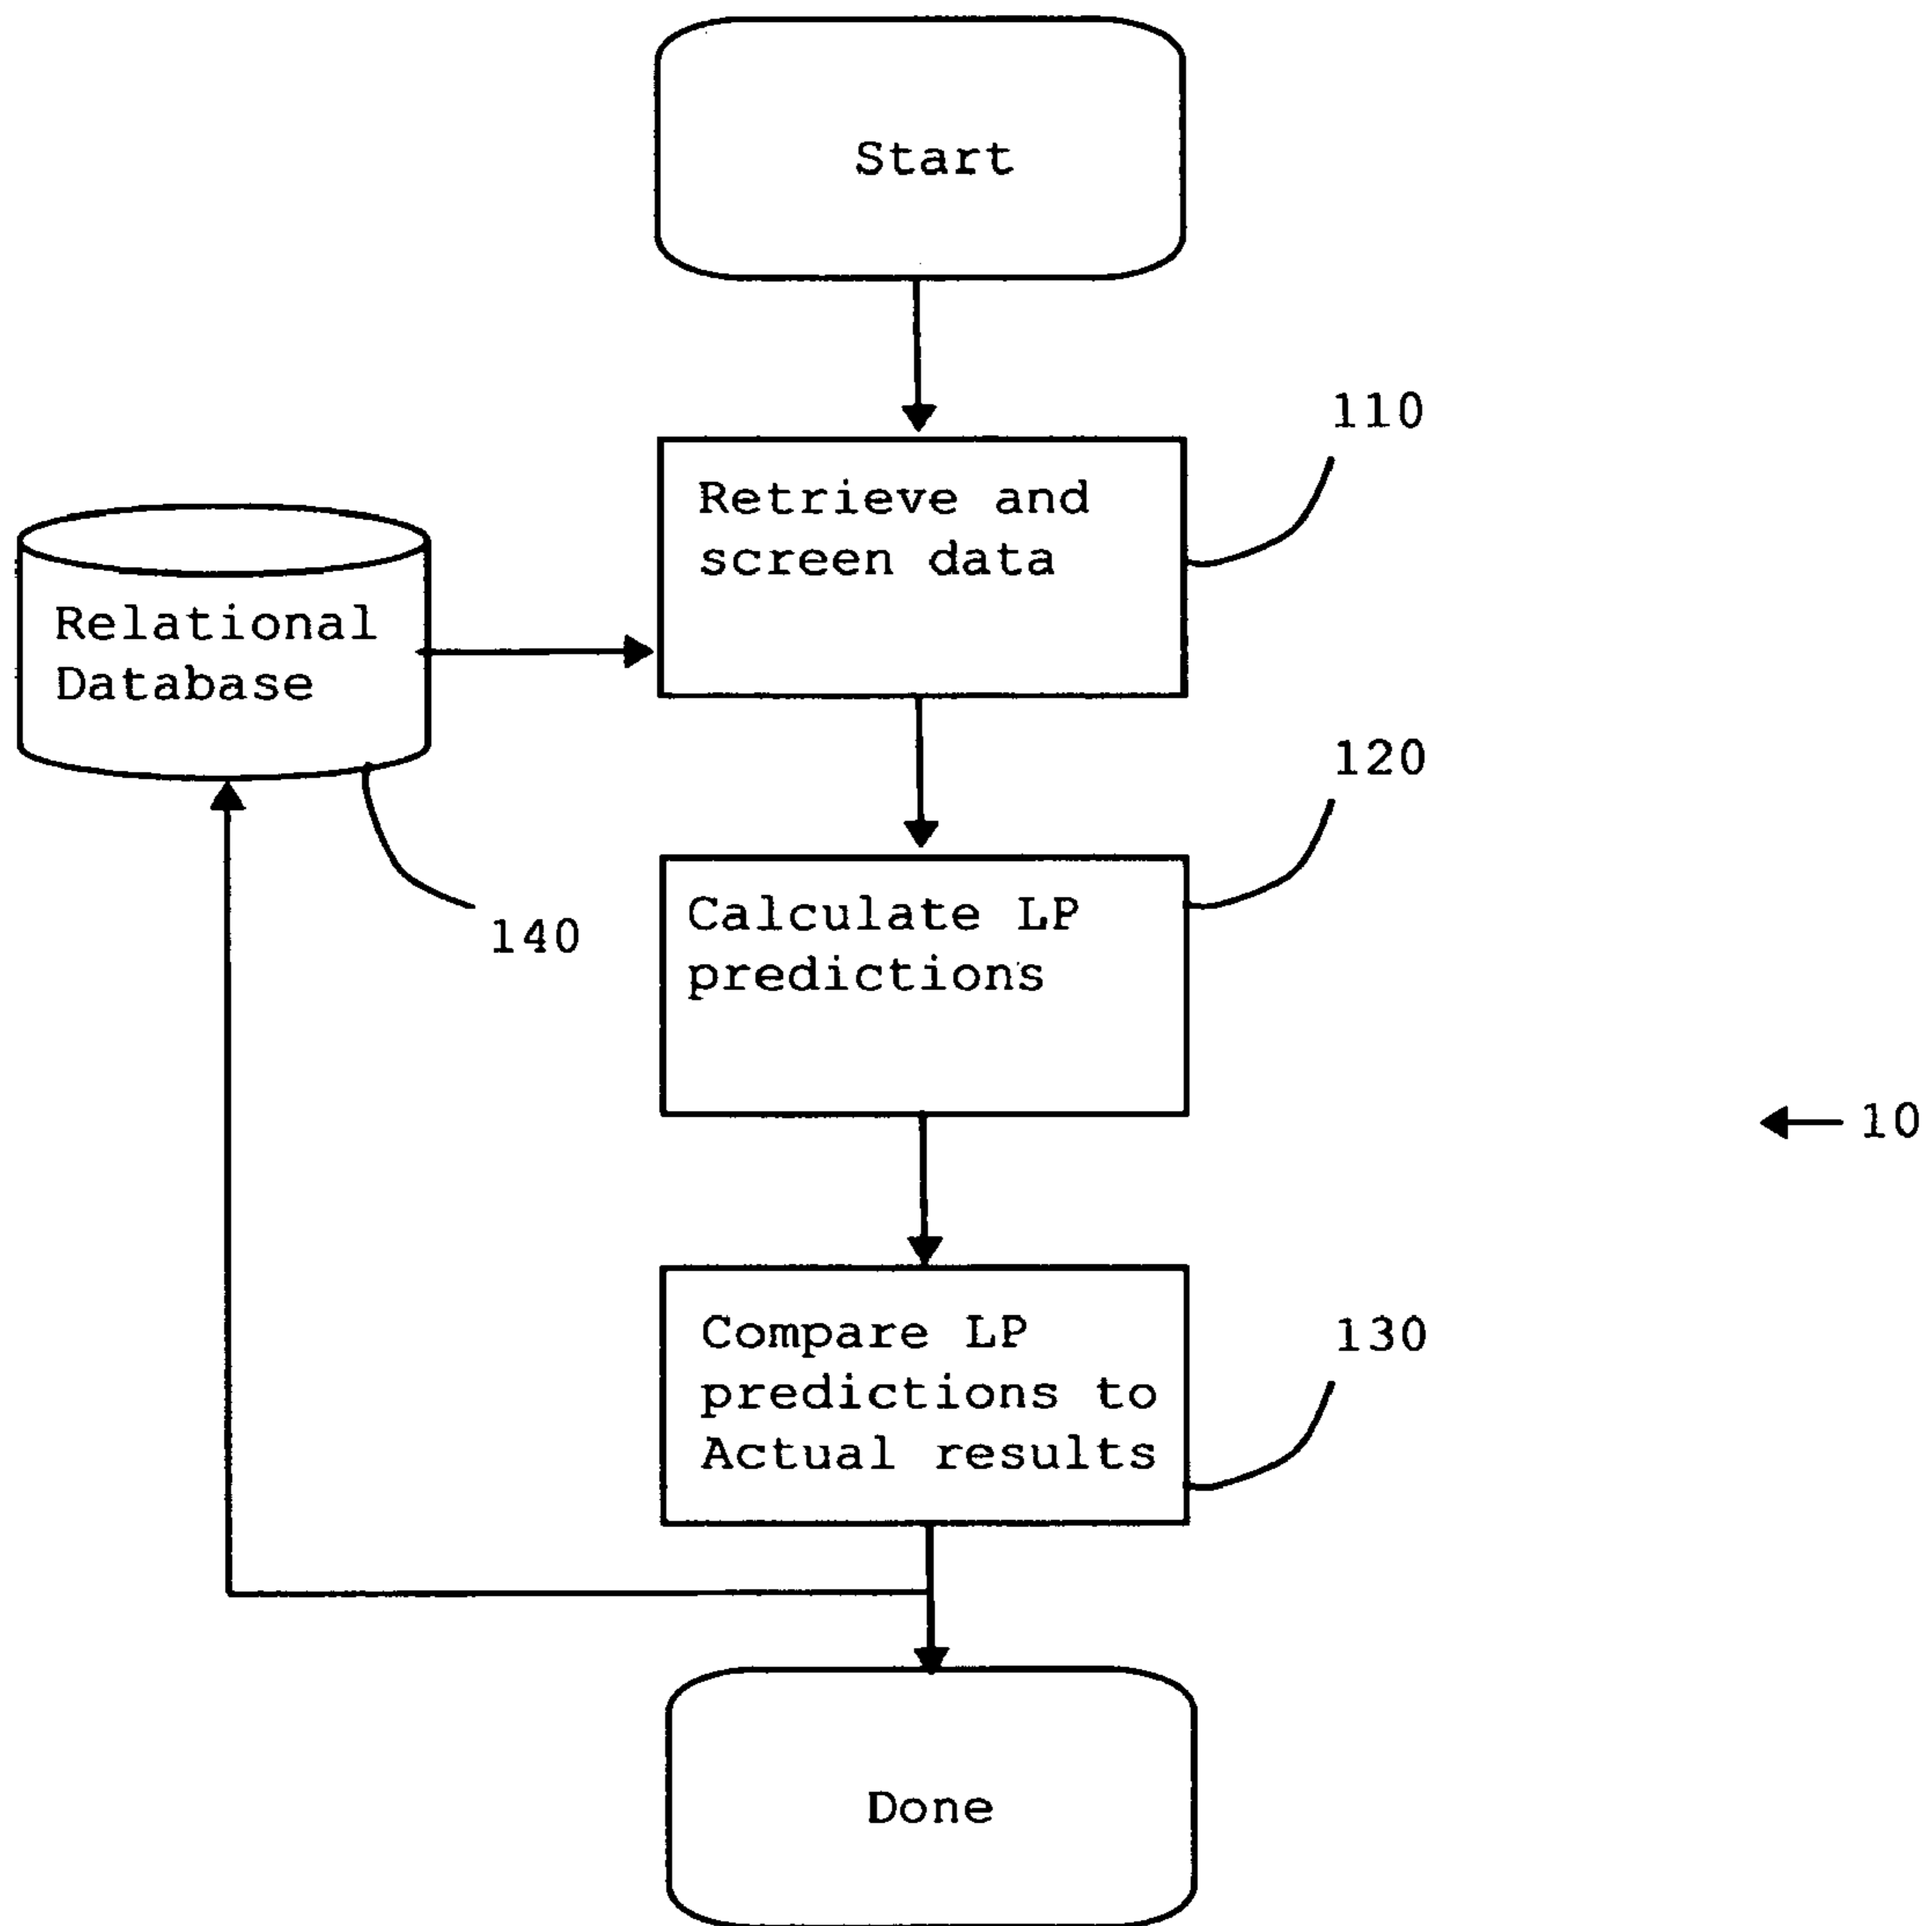 Start
110
Retrieve and
screen data
Relational
Database
120
Calculate LP
predictions
140
10
Compare LP
predictions to
Actual results
130
Done